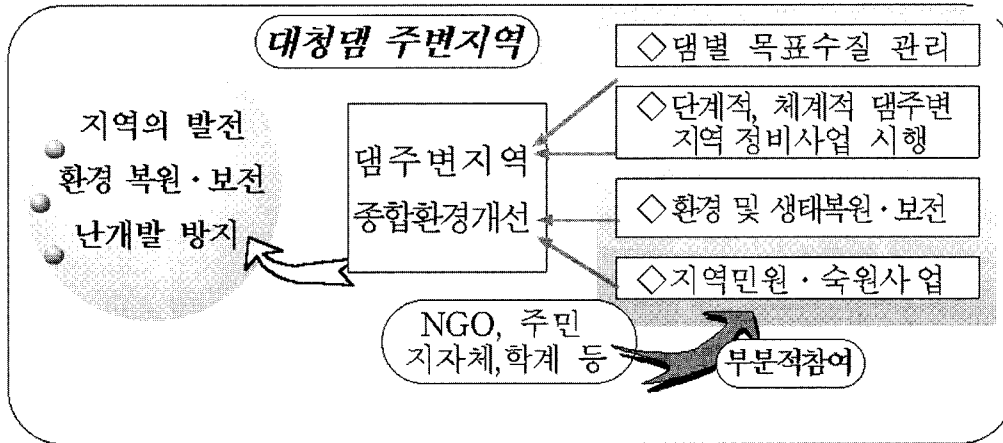 대청댐 주변지역
지역의 발전
환경 복원·보전
난개발 방지
댐주변지역
종합환경개선
◇댐별 목표수질 관리
◇단계적, 체계적 댐주변
지역 정비사업 시행
◇환경 및 생태복원·보전
◇지역민원·숙원사업
NGO, 주민
지자체,학계 등
부분적참여